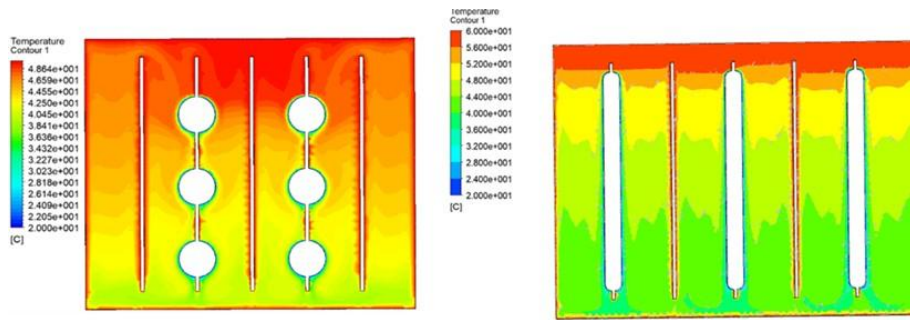 Temperature
Contour 1
4.864e+001
4.659e+001
4.455e+001
4.250e+001
4.045e+001
3.841e+001
3.636e+001
3.432e+001
3.227e+001
3.023e+001
2.818e+001
2.614e+001
2.409e+001
2.205e+001
2.000e+001
[C]
Temperature
Contour 1
6.000e+001
5.600e+001
5.200e+001
4.800e+001
4.400e+001
4.000e+001
3.600e+001
3.200e+001
2.800e+001
2.400e+001
2.000e+001
[C]